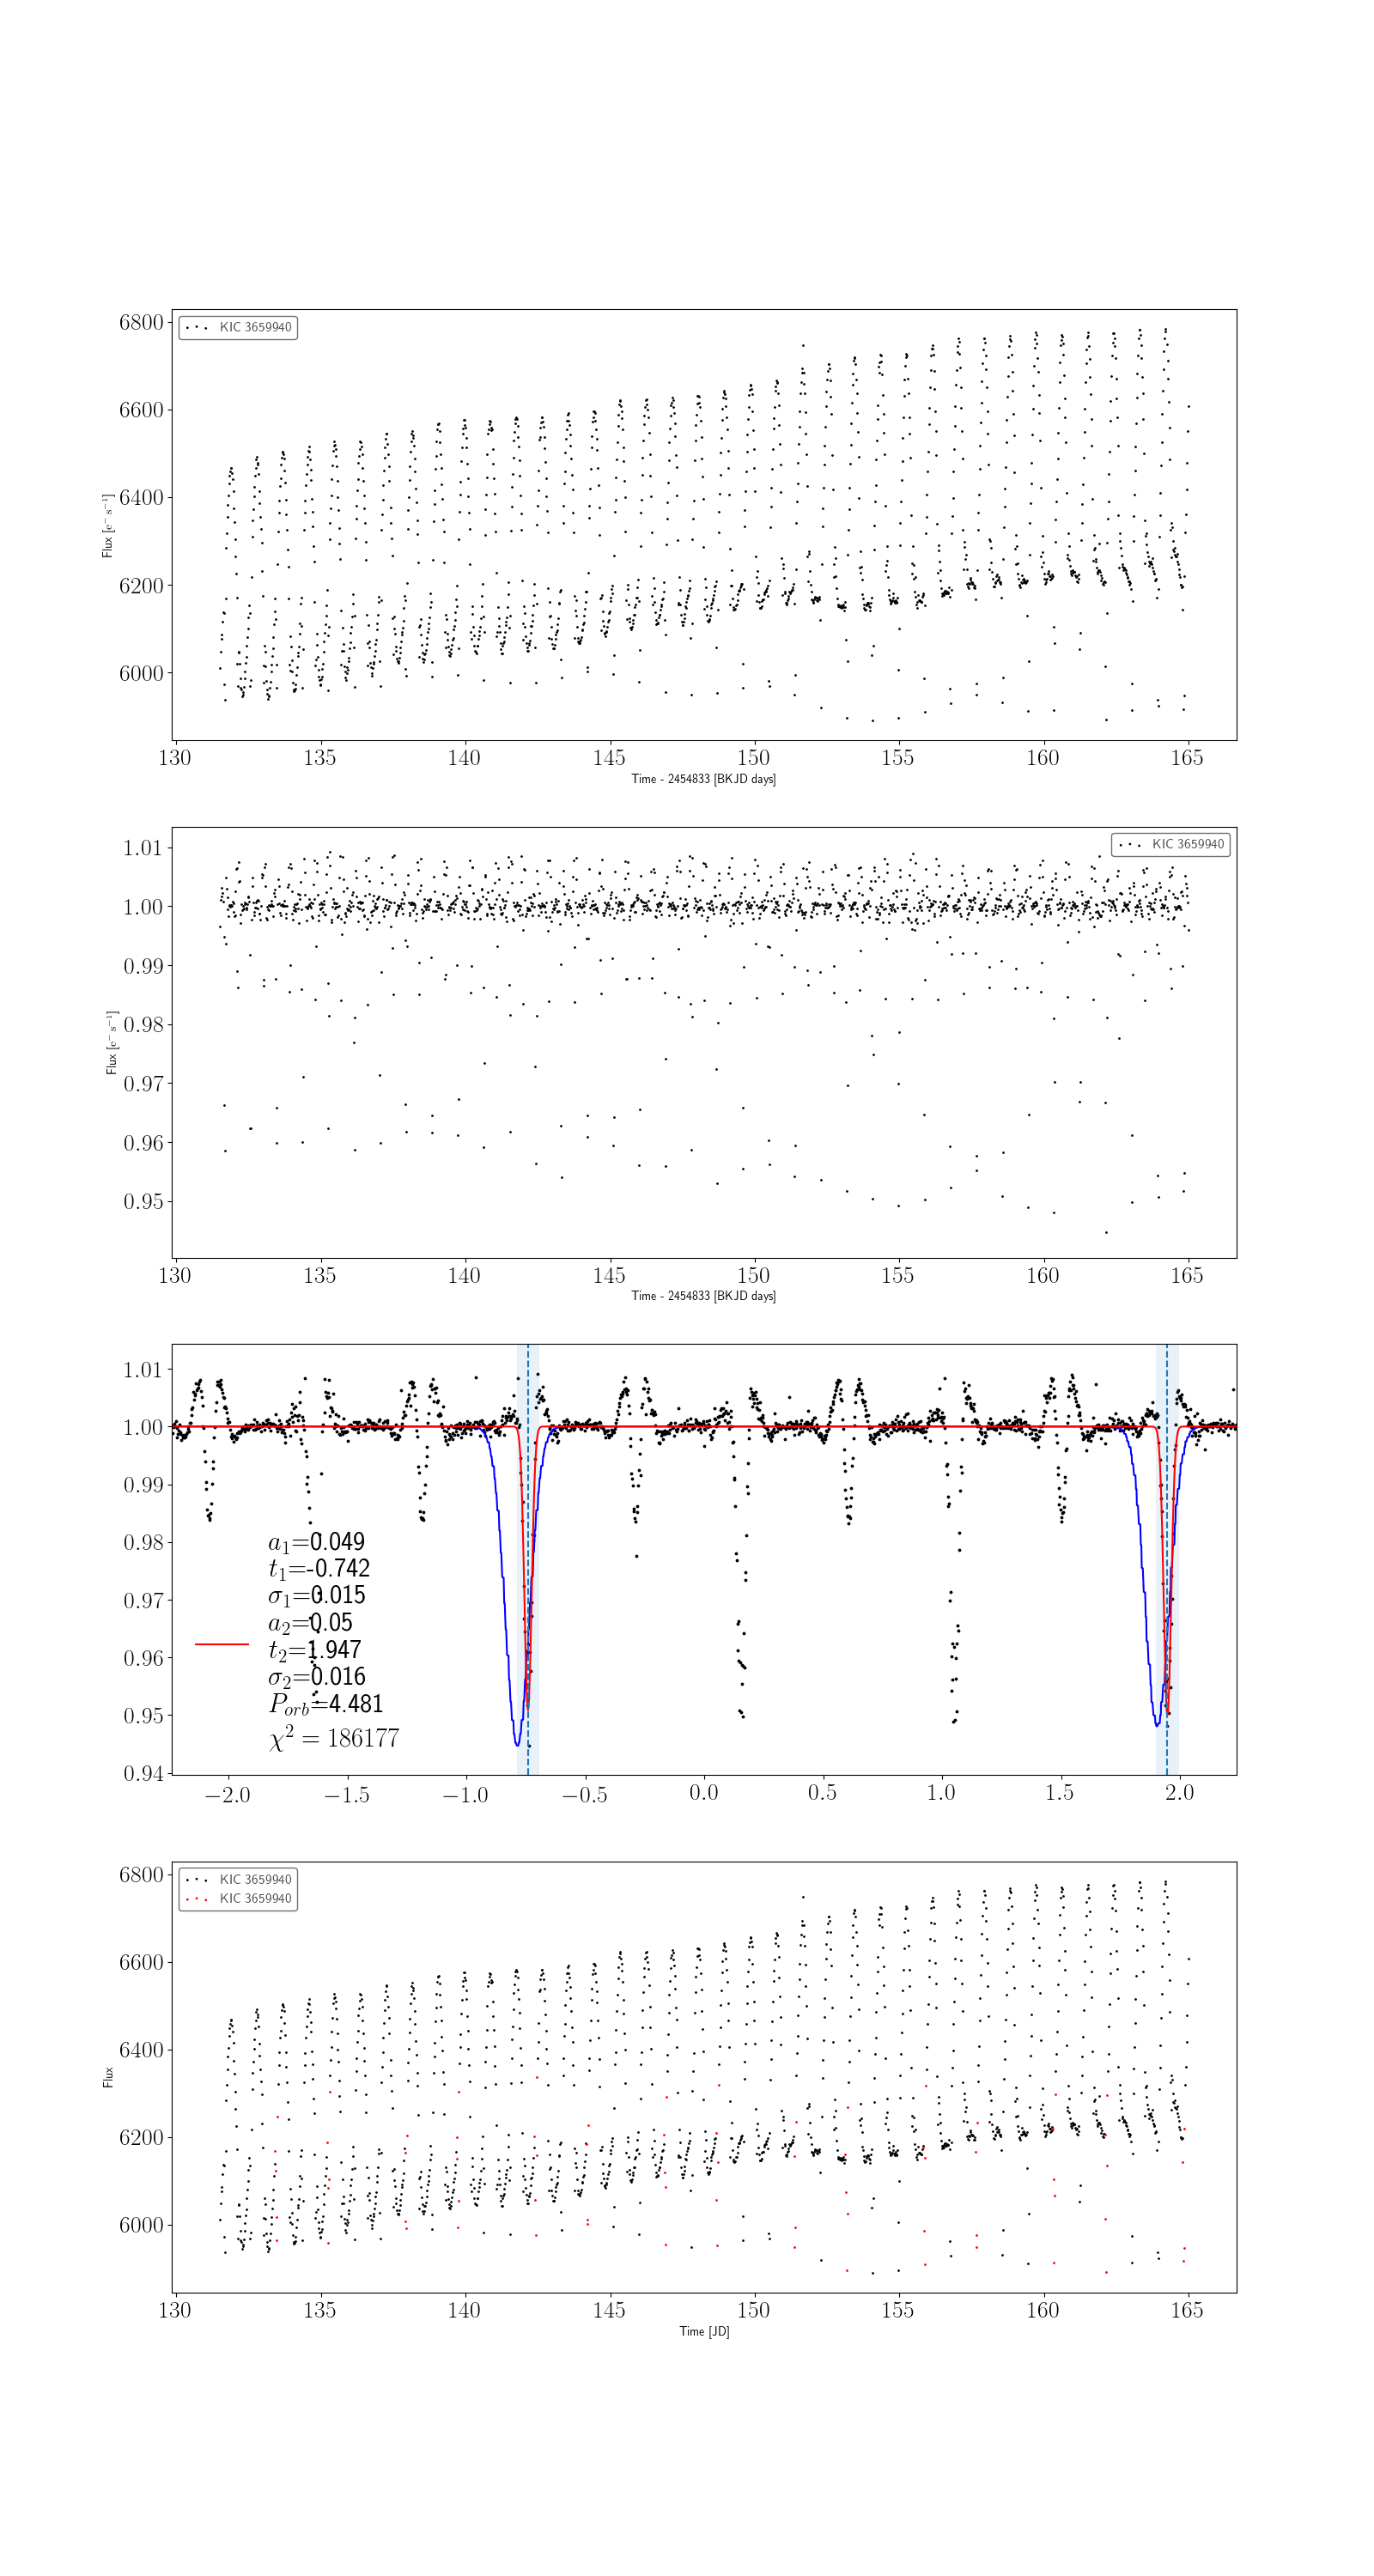 6800
KIC 3659940
6600
6400
6200
6000
Flux [e⁻ s⁻¹]
130 135 140 145 150 155 160 165
Time - 2454833 [BKJD days]
1.01
KIC 3659940
1.00
0.99
0.98
0.97
0.96
0.95
Flux [e⁻ s⁻¹]
130 135 140 145 150 155 160 165
Time - 2454833 [BKJD days]
1.01
1.00
0.99
0.98
0.97
0.96
0.95
0.94
a₁=0.049
t₁=-0.742
σ₁=0.015
a₂=0.05
t₂=1.947
σ₂=0.016
P_orb=4.481
χ² = 186177
−2.0 −1.5 −1.0 −0.5 0.0 0.5 1.0 1.5 2.0
6800
KIC 3659940
KIC 3659940
6600
6400
6200
6000
Flux
130 135 140 145 150 155 160 165
Time [JD]